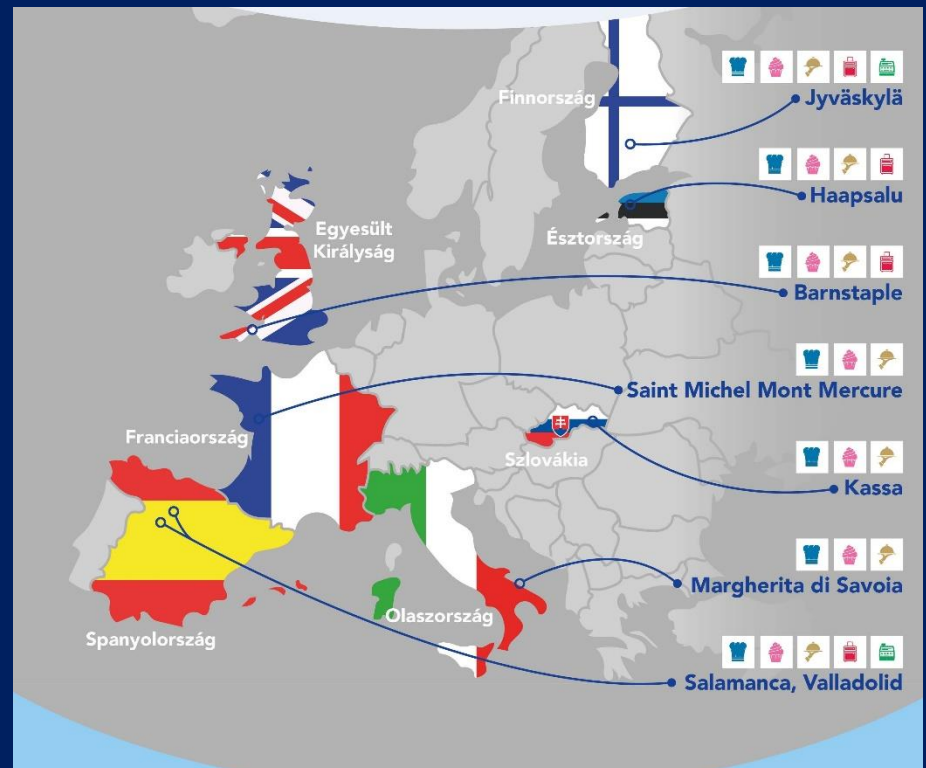 Finnország
Jyväskylä
Haapsalu
Egyesült
Királyság
Észtország
Barnstaple
Saint Michel Mont Mercure
Franciaország
Szlovákia
Kassa
Margherita di Savoia
Olaszország
Spanyolország
Salamanca, Valladolid